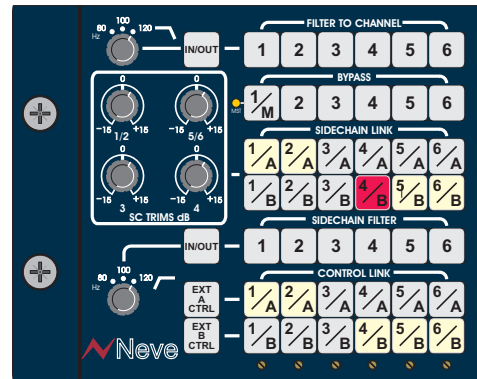 FILTER TO CHANNEL
80 100 120
Hz
IN/OUT 1 2 3 4 5 6
BYPASS
MST 1/M 2 3 4 5 6
0 0
-15 +15 -15 +15
1/2 5/6
SIDECHAIN LINK
1/A 2/A 3/A 4/A 5/A 6/A
0 0
-15 +15 -15 +15
3 4
1/B 2/B 3/B 4/B 5/B 6/B
SC TRIMS dB
SIDECHAIN FILTER
IN/OUT 1 2 3 4 5 6
80 100 120
Hz
CONTROL LINK
EXT A CTRL 1/A 2/A 3/A 4/A 5/A 6/A
EXT B CTRL 1/B 2/B 3/B 4/B 5/B 6/B
Neve